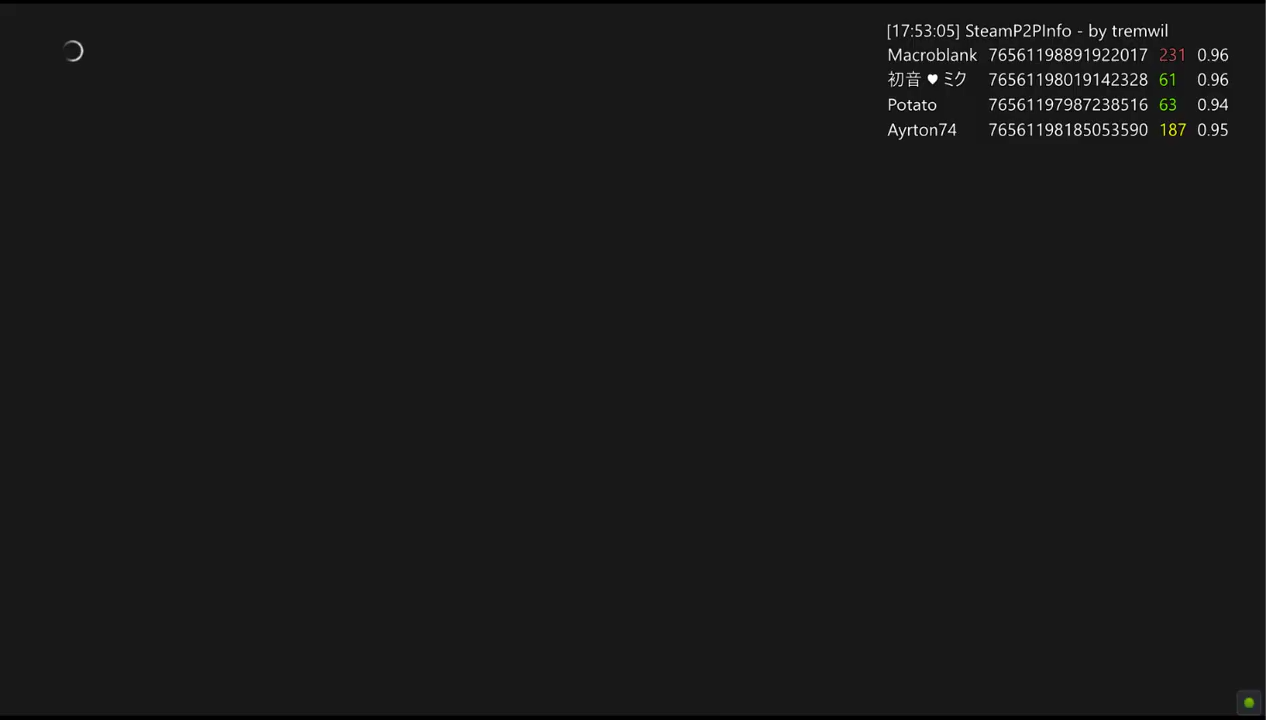 [17:53:05] SteamP2PInfo - by tremwil
Macroblank 76561198891922017 231 0.96
初音 ♥ ミク 76561198019142328 61 0.96
Potato 76561197987238516 63 0.94
Ayrton74 76561198185053590 187 0.95